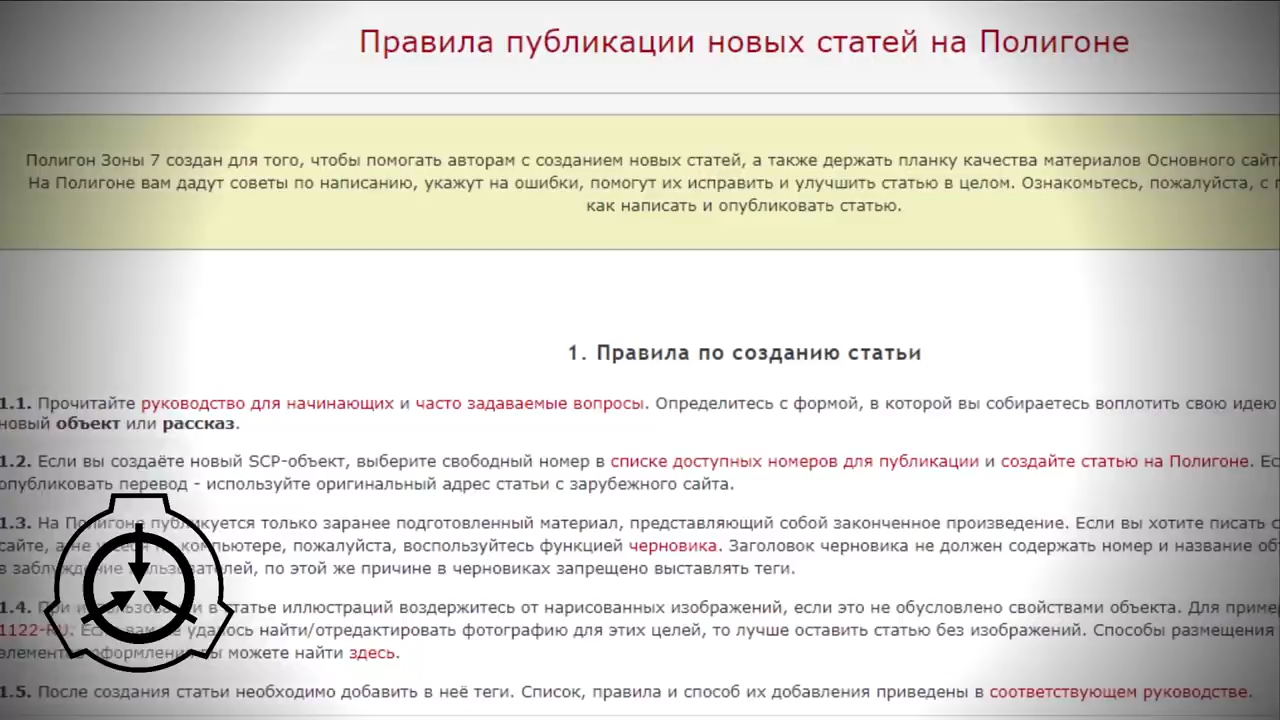 Правила публикации новых статей на Полигоне
Полигон Зоны 7 создан для того, чтобы помогать авторам с созданием новых статей, а также держать планку качества материалов Основного
На Полигоне вам дадут советы по написанию, укажут на ошибки, помогут их исправить и улучшить статью в целом. Ознакомьтесь, пожалуйста, с
как написать и опубликовать статью.
1. Правила по созданию статьи
1.1. Прочитайте руководство для начинающих и часто задаваемые вопросы. Определитесь с формой, в которой вы собираетесь воплотить свою идею
новый объект или рассказ.
1.2. Если вы создаёте новый SCP-объект, выберите свободный номер в списке доступных номеров для публикации и создайте статью на Полигоне.
опубликовать перевод - используйте оригинальный адрес статьи с зарубежного сайта.
1.3. На Полигоне публикуется только заранее подготовленный материал, представляющий собой законченное произведение. Если вы хотите писать
сайте, а не у себя на компьютере, пожалуйста, воспользуйтесь функцией черновика. Заголовок черновика не должен содержать номер и название
в заблуждение пользователей, по этой же причине в черновиках запрещено выставлять теги.
1.4. При использовании в статье иллюстраций воздержитесь от нарисованных изображений, если это не обусловлено свойствами объекта. Для
1122-RU. Если вам не удалось найти/отредактировать фотографию для этих целей, то лучше оставить статью без изображений. Способы размещения
элементов оформления вы можете найти здесь.
1.5. После создания статьи необходимо добавить в неё теги. Список, правила и способ их добавления приведены в соответствующем руководстве.